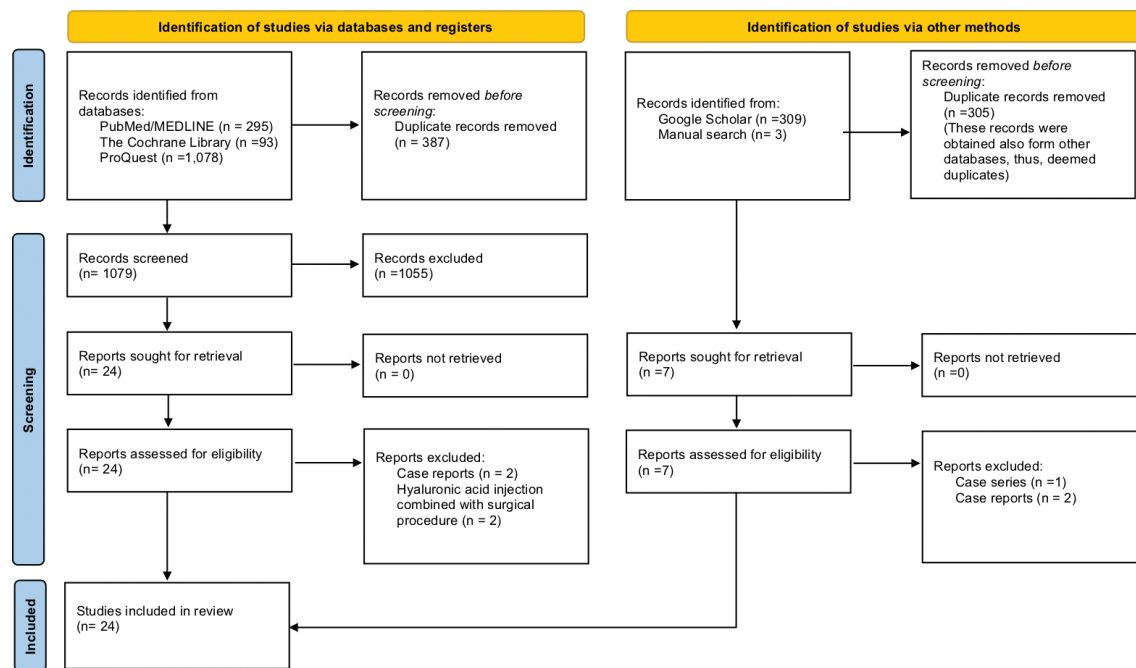 Identification of studies via databases and registers
Identification of studies via other methods
Identification
Records identified from
databases:
PubMed/MEDLINE (n = 295)
The Cochrane Library (n =93)
ProQuest (n =1,078)
Records removed before
screening:
Duplicate records removed
(n = 387)
Records identified from:
Google Scholar (n =309)
Manual search (n= 3)
Records removed before
screening:
Duplicate records removed
(n =305)
(These records were
obtained also form other
databases, thus, deemed
duplicates)
Screening
Records screened
(n= 1079)
Records excluded
(n =1055)
Reports sought for retrieval
(n= 24)
Reports not retrieved
(n = 0)
Reports sought for retrieval
(n =7)
Reports not retrieved
(n =0)
Reports assessed for eligibility
(n= 24)
Reports excluded:
Case reports (n = 2)
Hyaluronic acid injection
combined with surgical
procedure (n = 2)
Reports assessed for eligibility
(n =7)
Reports excluded:
Case series (n =1)
Case reports (n = 2)
Included
Studies included in review
(n= 24)